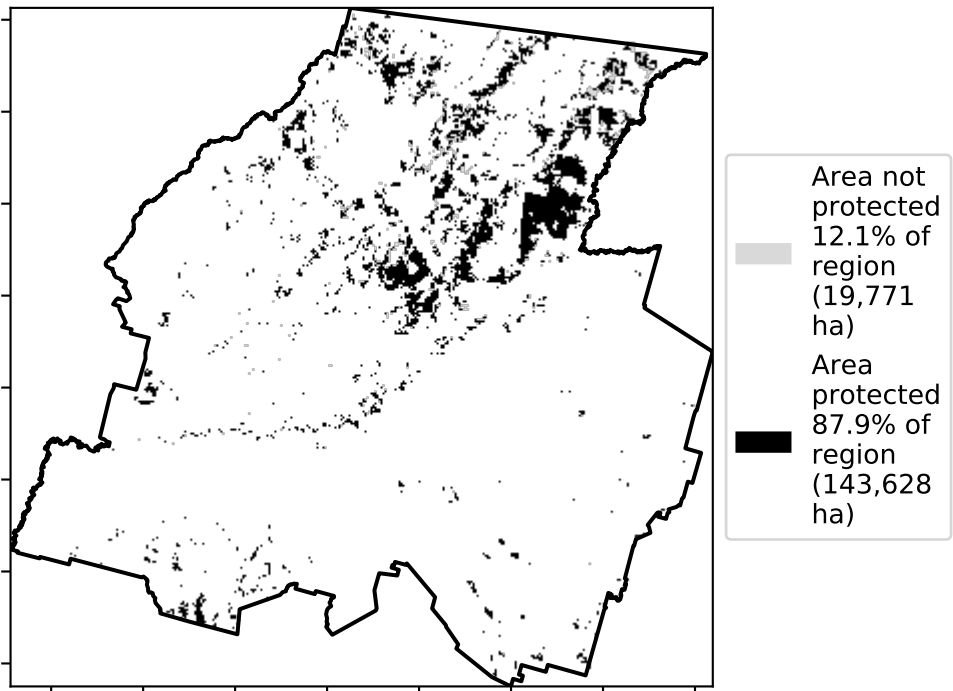 Area not
protected
12.1% of
region
(19,771
ha)
Area
protected
87.9% of
region
(143,628
ha)